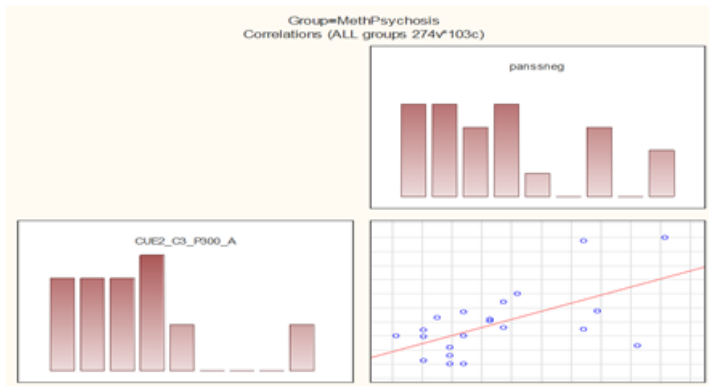 Group=MethPsychosis
Correlations (ALL groups 274v*103c)
panssneg
CUE2_C3_P300_A